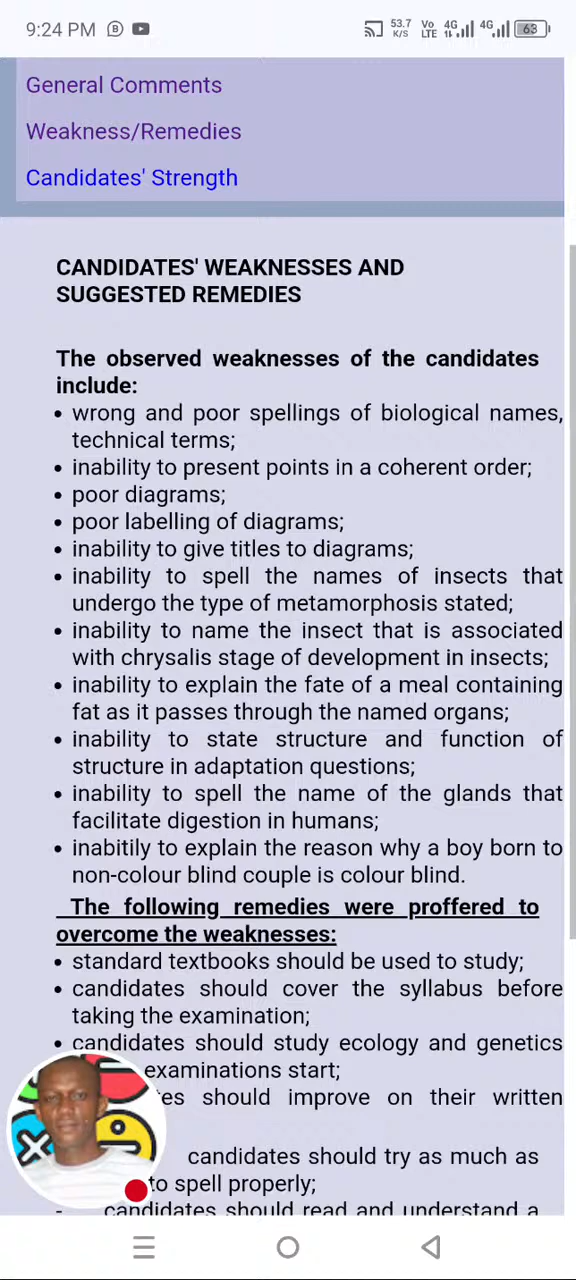 9:24 PM
53.7 K/S Vo LTE 4G 4G 63
General Comments
Weakness/Remedies
Candidates' Strength
CANDIDATES' WEAKNESSES AND
SUGGESTED REMEDIES
The observed weaknesses of the candidates
include:
• wrong and poor spellings of biological names,
technical terms;
• inability to present points in a coherent order;
• poor diagrams;
• poor labelling of diagrams;
• inability to give titles to diagrams;
• inability to spell the names of insects that
undergo the type of metamorphosis stated;
• inability to name the insect that is associated
with chrysalis stage of development in insects;
• inability to explain the fate of a meal containing
fat as it passes through the named organs;
• inability to state structure and function of
structure in adaptation questions;
• inability to spell the name of the glands that
facilitate digestion in humans;
• inabitily to explain the reason why a boy born to
non-colour blind couple is colour blind.
The following remedies were proffered to
overcome the weaknesses:
• standard textbooks should be used to study;
• candidates should cover the syllabus before
taking the examination;
• candidates should study ecology and genetics
examinations start;
should improve on their written
candidates should try as much as
to spell properly;
- candidates should read and understand a